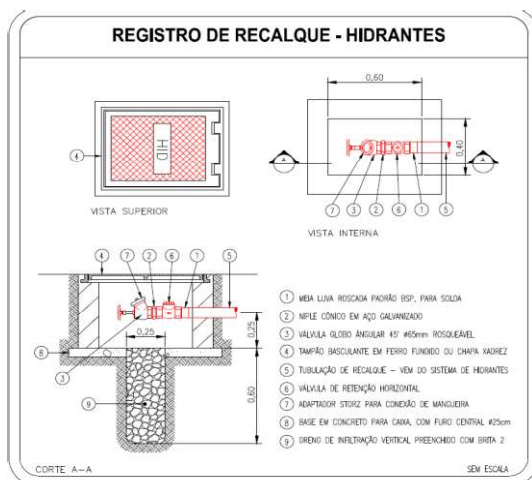 REGISTRO DE RECALQUE - HIDRANTES
HID
4
VISTA SUPERIOR
0,60
0,40
A
A
7
3
2
6
1
5
VISTA INTERNA
4
7
2
6
1
5
0,25
0,25
0,60
8
3
9
CORTE A-A
1 MEIA LUVA ROSCADA PADRÃO BSP, PARA SOLDA
2 NIPLE CÔNICO EM AÇO GALVANIZADO
3 VÁLVULA GLOBO ÂNGULAR 45° ø65mm ROSQUEÁVEL
4 TAMPÃO BASCULANTE EM FERRO FUNDIDO OU CHAPA XADREZ
5 TUBULAÇÃO DE RECALQUE - VEM DO SISTEMA DE HIDRANTES
6 VÁLVULA DE RETENÇÃO HORIZONTAL
7 ADAPTADOR STORZ PARA CONEXÃO DE MANGUEIRA
8 BASE EM CONCRETO PARA CAIXA, COM FURO CENTRAL ø25cm
9 DRENO DE INFILTRAÇÃO VERTICAL PREENCHIDO COM BRITA 2
SEM ESCALA